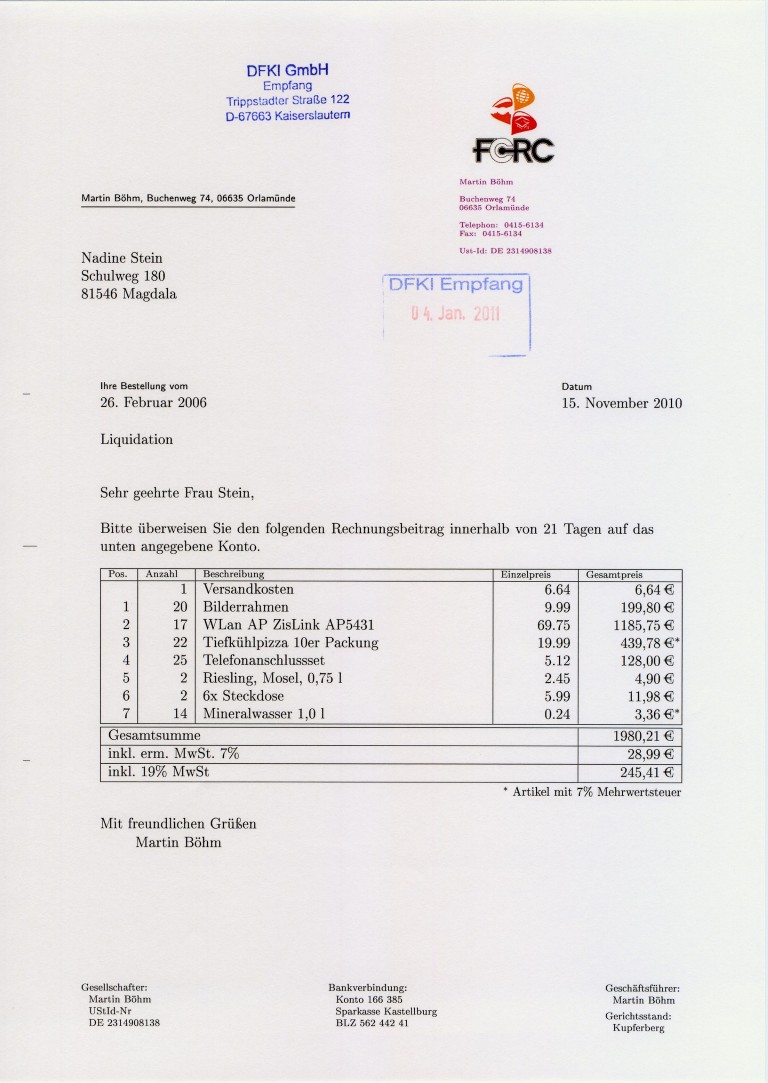 DFKI GmbH
Empfang
Trippstadter Straße 122
D-67663 Kaiserslautern
FCRC
Martin Böhm
Buchenweg 74
06635 Orlamünde
Telephon: 0415-6134
Fax: 0415-6134
Ust-Id: DE 2314908138
Martin Böhm, Buchenweg 74, 06635 Orlamünde
Nadine Stein
Schulweg 180
81546 Magdala
DFKI Empfang
04. Jan. 2011
Ihre Bestellung vom
26. Februar 2006
Datum
15. November 2010
Liquidation
Sehr geehrte Frau Stein,
Bitte überweisen Sie den folgenden Rechnungsbeitrag innerhalb von 21 Tagen auf das
unten angegebene Konto.
Pos. Anzahl Beschreibung Einzelpreis Gesamtpreis
1 Versandkosten 6.64 6,64 €
1 20 Bilderrahmen 9.99 199,80 €
2 17 WLan AP ZisLink AP5431 69.75 1185,75 €
3 22 Tiefkühlpizza 10er Packung 19.99 439,78 €*
4 25 Telefonanschlussset 5.12 128,00 €
5 2 Riesling, Mosel, 0,75 l 2.45 4,90 €
6 2 6x Steckdose 5.99 11,98 €
7 14 Mineralwasser 1,0 l 0.24 3,36 €*
Gesamtsumme 1980,21 €
inkl. erm. MwSt. 7% 28,99 €
inkl. 19% MwSt 245,41 €
* Artikel mit 7% Mehrwertsteuer
Mit freundlichen Grüßen
Martin Böhm
Gesellschafter:
Martin Böhm
UStId-Nr
DE 2314908138
Bankverbindung:
Konto 166 385
Sparkasse Kastellburg
BLZ 562 442 41
Geschäftsführer:
Martin Böhm
Gerichtsstand:
Kupferberg